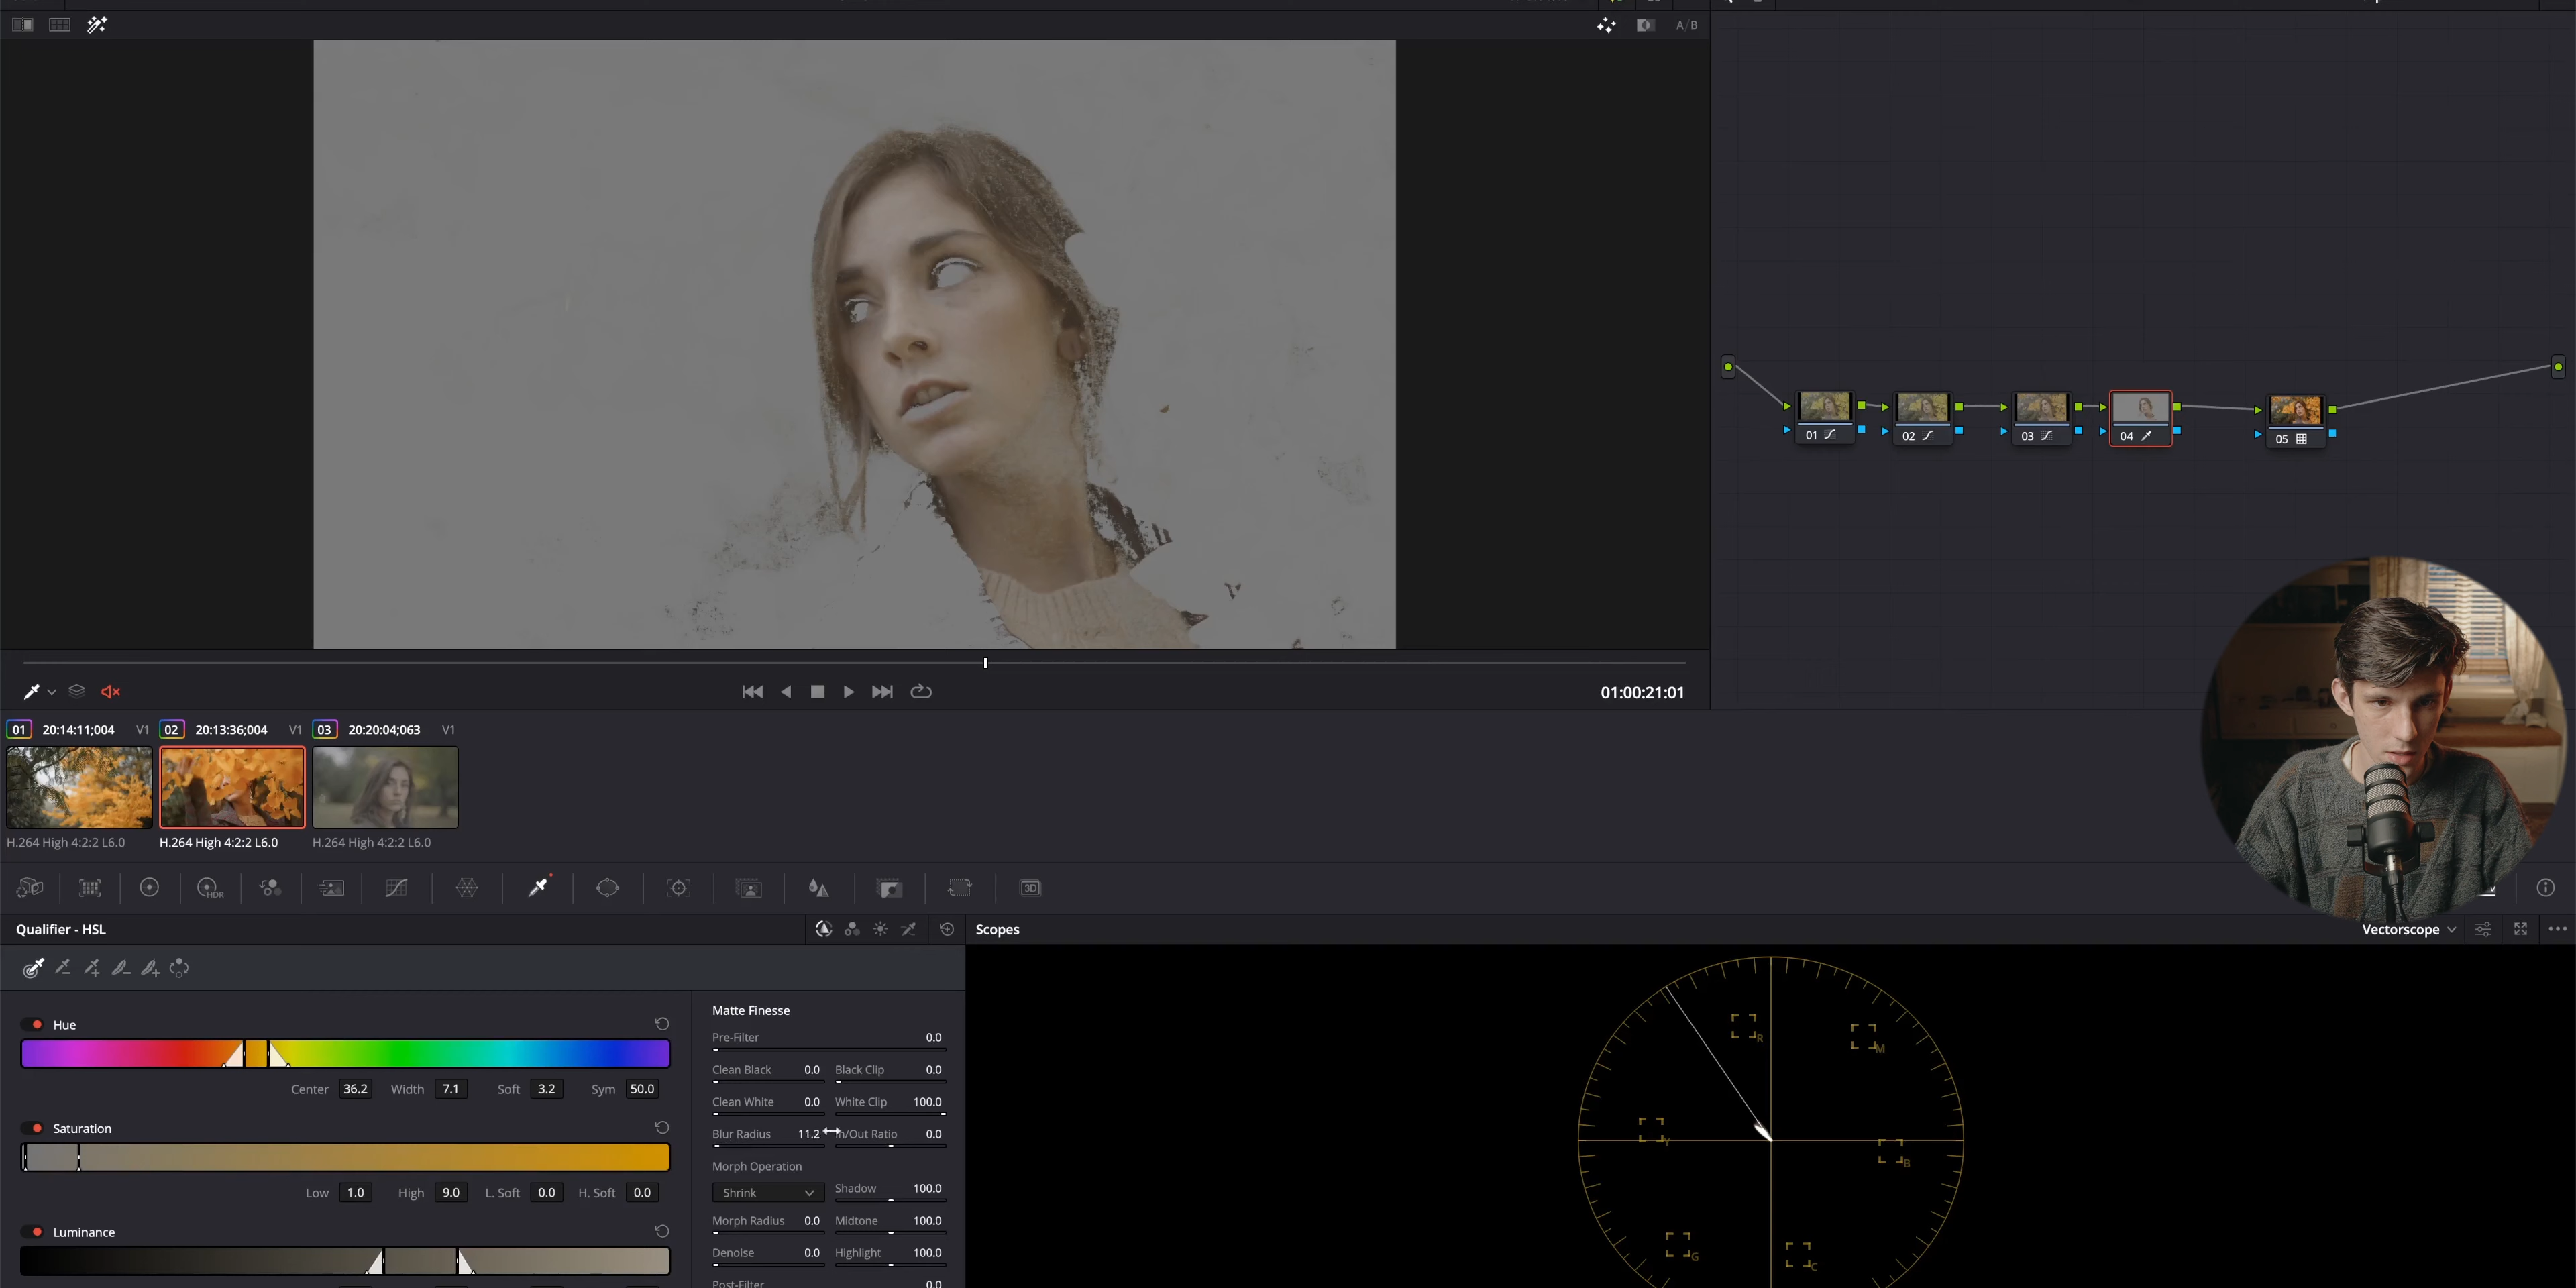 A/B
01
02
03
04
05
01:00:21:01
01 20:14:11;004 V1 02 20:13:36;004 V1 03 20:20:04;063 V1
H.264 High 4:2:2 L6.0 H.264 High 4:2:2 L6.0 H.264 High 4:2:2 L6.0
HDR
3D
Qualifier - HSL
Scopes
Vectorscope
Hue
Center 36.2 Width 7.1 Soft 3.2 Sym 50.0
Saturation
Low 1.0 High 9.0 L. Soft 0.0 H. Soft 0.0
Luminance
Matte Finesse
Pre-Filter 0.0
Clean Black 0.0 Black Clip 0.0
Clean White 0.0 White Clip 100.0
Blur Radius 11.2 In/Out Ratio 0.0
Morph Operation
Shrink Shadow 100.0
Morph Radius 0.0 Midtone 100.0
Denoise 0.0 Highlight 100.0
Post-Filter 0.0
R
M
Y
B
G
C